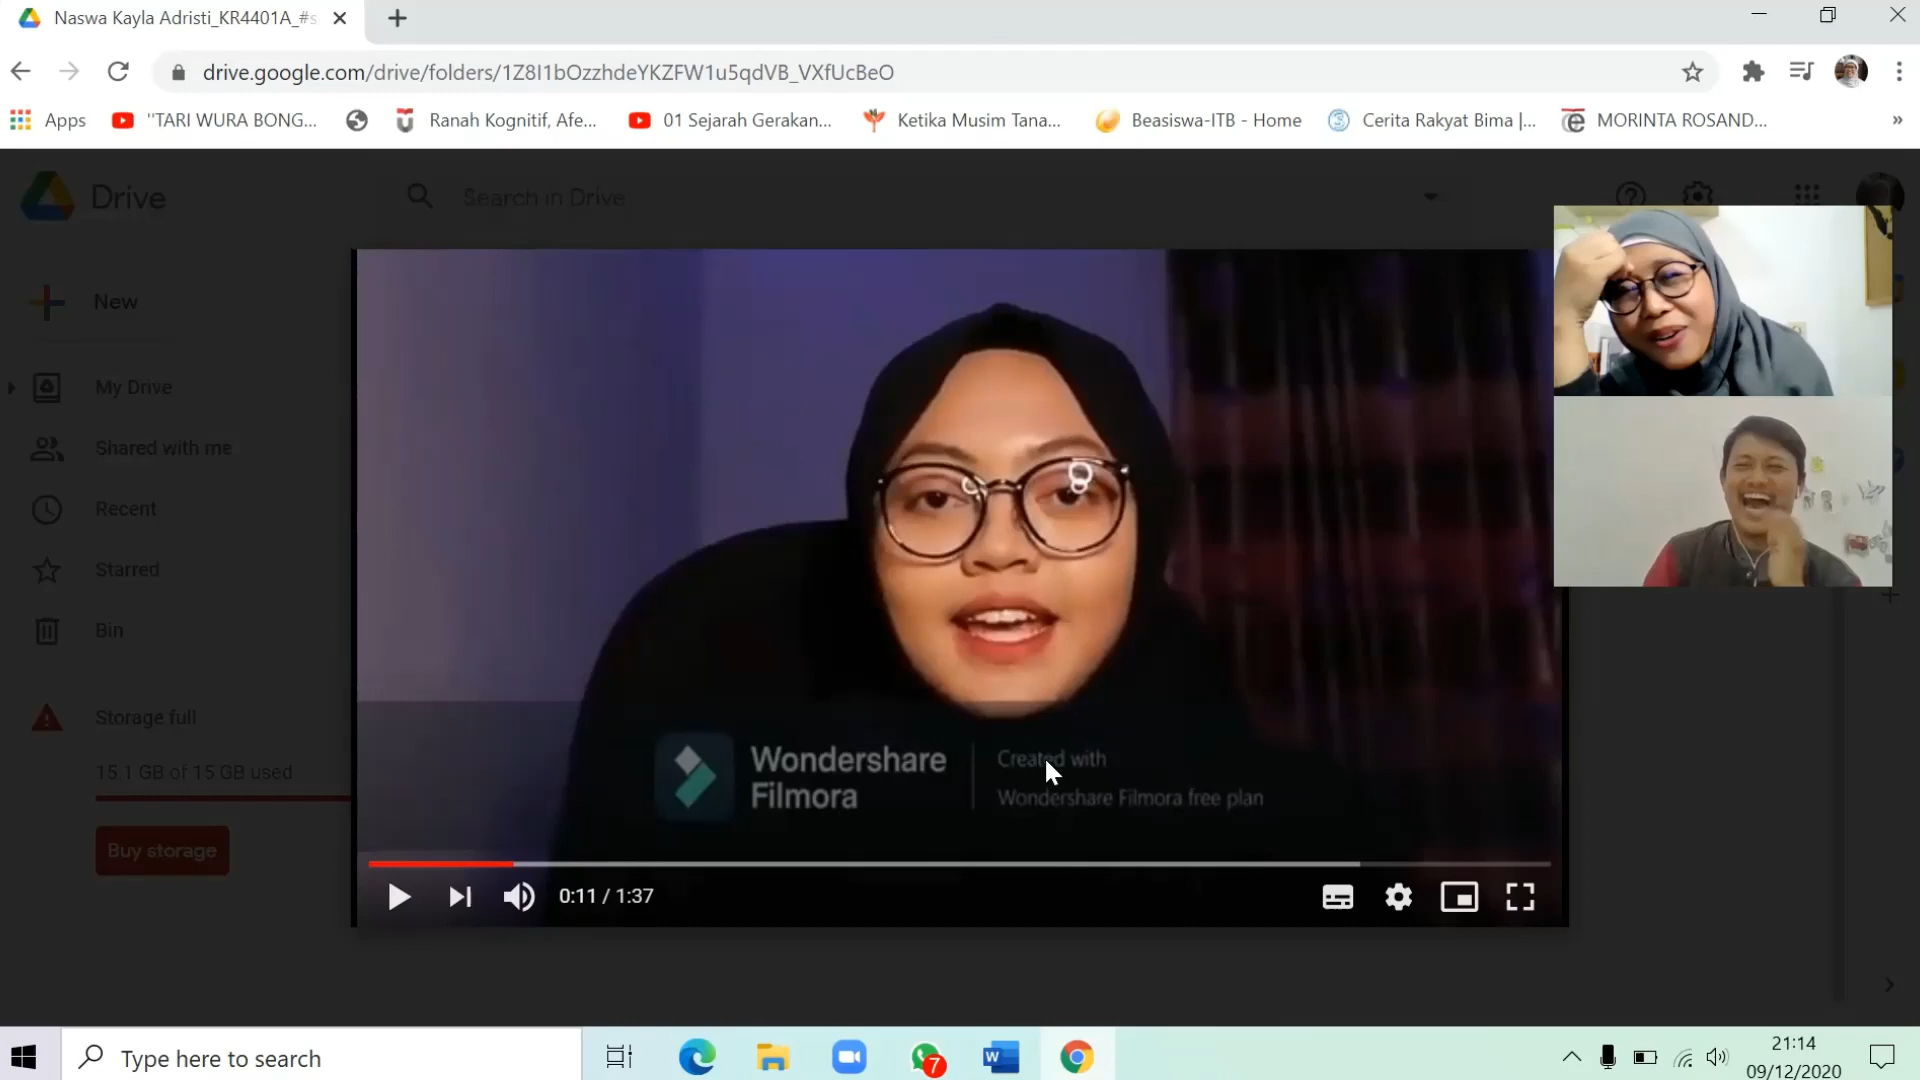 Naswa Kayla Adristi_KR4401A_#s
drive.google.com/drive/folders/1Z8I1bOzzhdeYKZFW1u5qdVB_VXfUcBeO
Apps
"TARI WURA BONG...
Ranah Kognitif, Afe...
01 Sejarah Gerakan...
Ketika Musim Tana...
Beasiswa-ITB - Home
Cerita Rakyat Bima |...
MORINTA ROSAND...
»
Drive
Search in Drive
New
My Drive
Shared with me
Recent
Starred
Bin
Storage full
15.1 GB of 15 GB used
Buy storage
Wondershare
Filmora
Created with
Wondershare Filmora free plan
0:11 / 1:37
Type here to search
7
W
21:14
09/12/2020